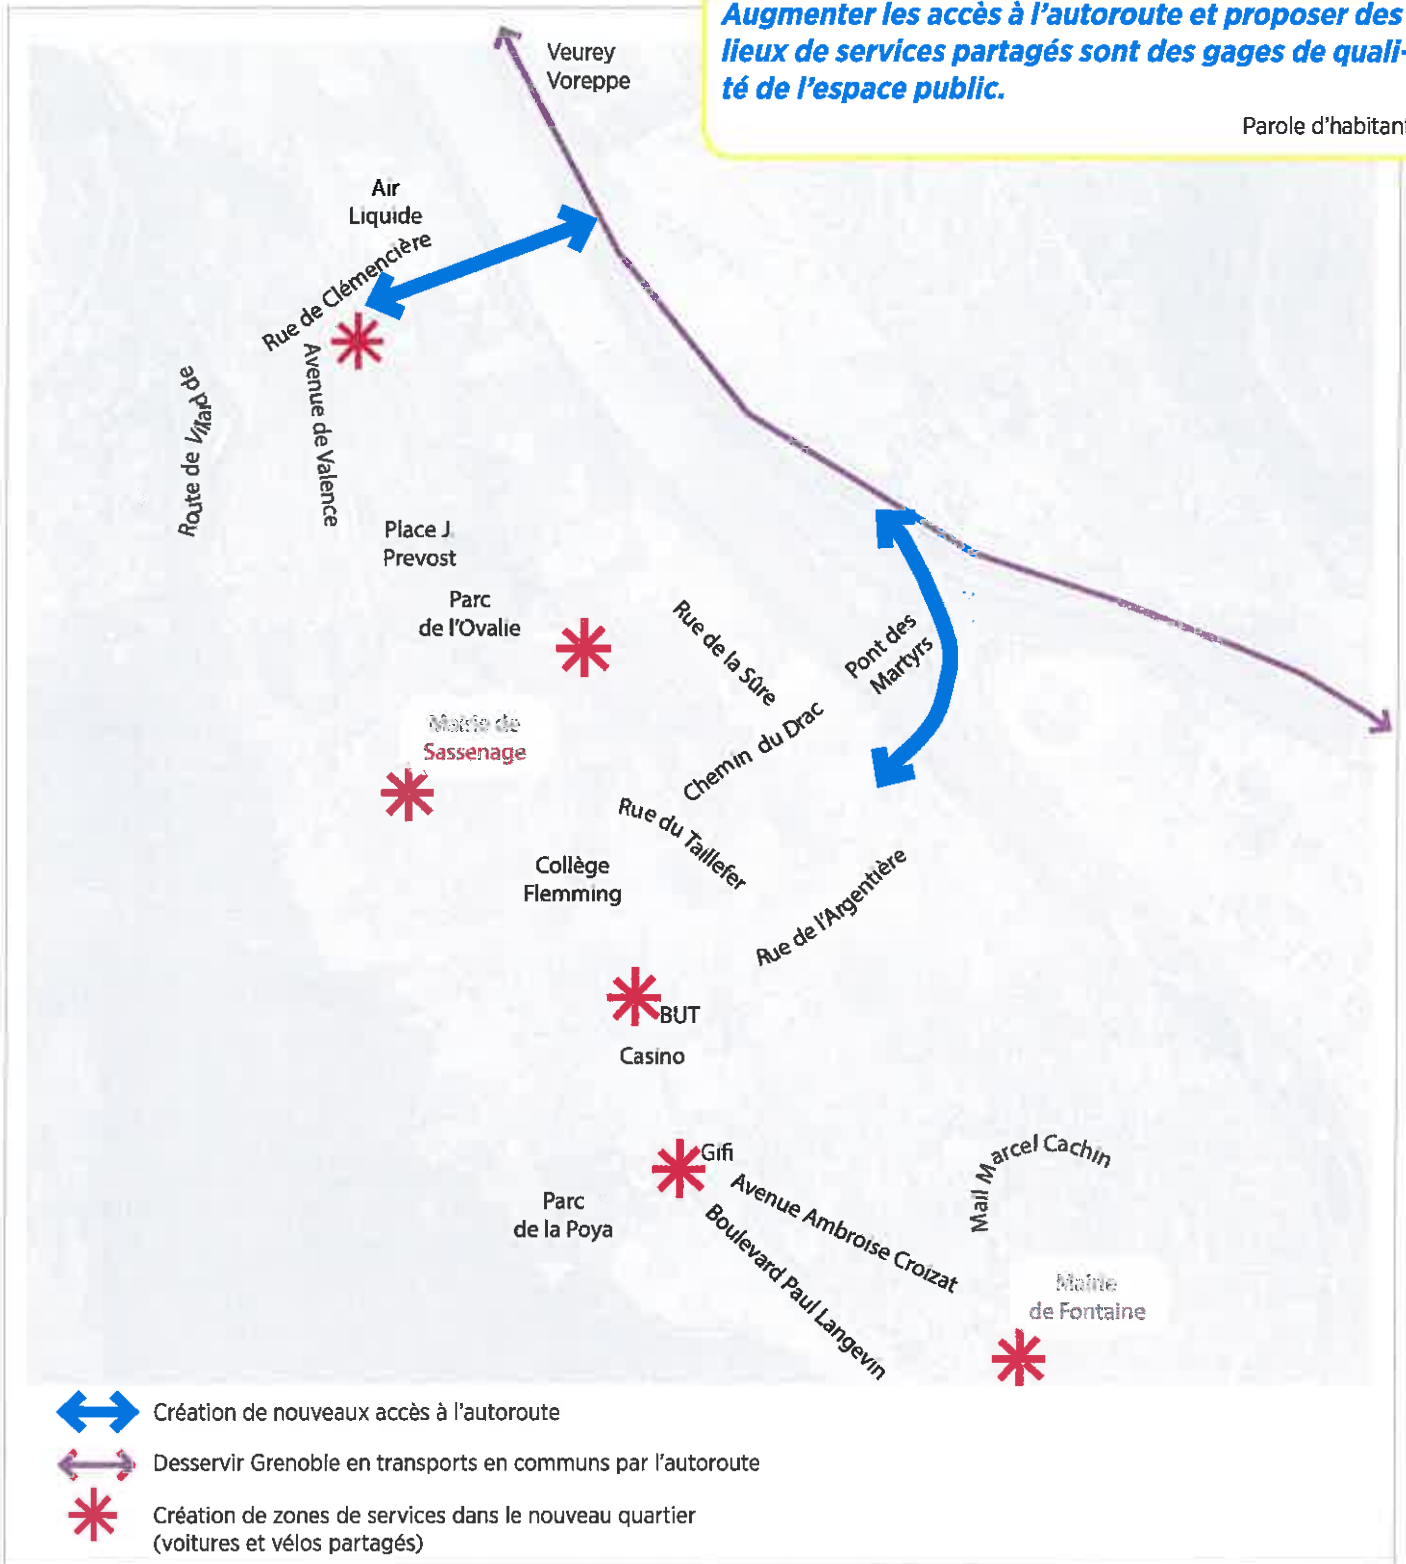 Augmenter les accès à l'autoroute et proposer des
lieux de services partagés sont des gages de quali-
té de l'espace public.
Parole d'habitant
Veurey
Voreppe
Air
Liquide
Rue de Clémencière
Avenue de Valence
Route de Villard de
Place J.
Prevost
Parc
de l'Ovalie
Rue de la Sûre
Pont des
Martyrs
Chemin du Drac
Mairie de
Sassenage
Rue du Taillefer
Collège
Flemming
Rue de l'Argentière
BUT
Casino
Gifi
Avenue Ambroise Croizat
Boulevard Paul Langevin
Parc
de la Poya
Mail Marcel Cachin
Mairie
de Fontaine
Création de nouveaux accès à l'autoroute
Desservir Grenoble en transports en communs par l'autoroute
Création de zones de services dans le nouveau quartier
(voitures et vélos partagés)